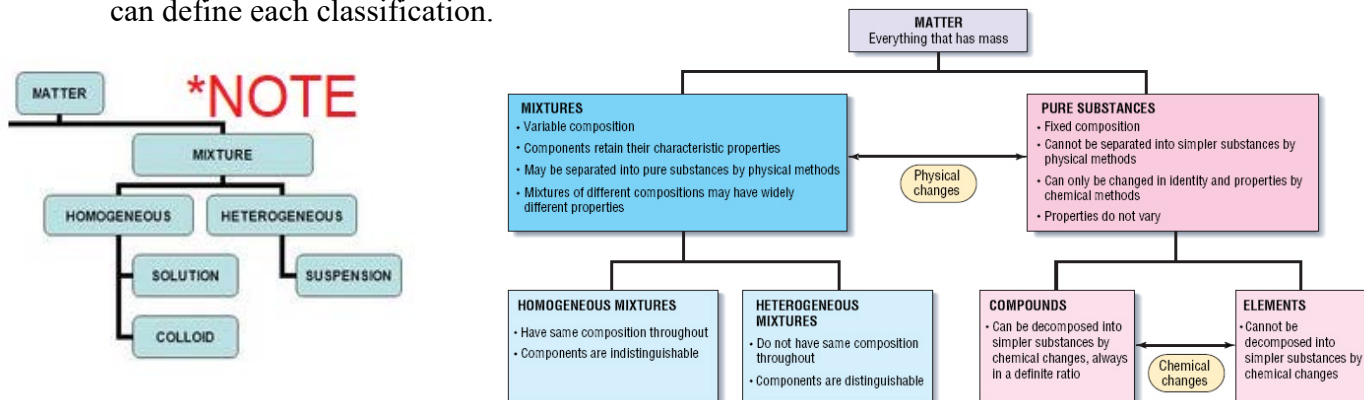 can define each classification.
*NOTE
MATTER
MIXTURE
HOMOGENEOUS
HETEROGENEOUS
SOLUTION
SUSPENSION
COLLOID
MATTER
Everything that has mass
MIXTURES
• Variable composition
• Components retain their characteristic properties
• May be separated into pure substances by physical methods
• Mixtures of different compositions may have widely
different properties
Physical
changes
PURE SUBSTANCES
• Fixed composition
• Cannot be separated into simpler substances by
physical methods
• Can only be changed in identity and properties by
chemical methods
• Properties do not vary
HOMOGENEOUS MIXTURES
• Have same composition throughout
• Components are indistinguishable
HETEROGENEOUS
MIXTURES
• Do not have same composition
throughout
• Components are distinguishable
COMPOUNDS
• Can be decomposed into
simpler substances by
chemical changes, always
in a definite ratio
Chemical
changes
ELEMENTS
• Cannot be
decomposed into
simpler substances by
chemical changes